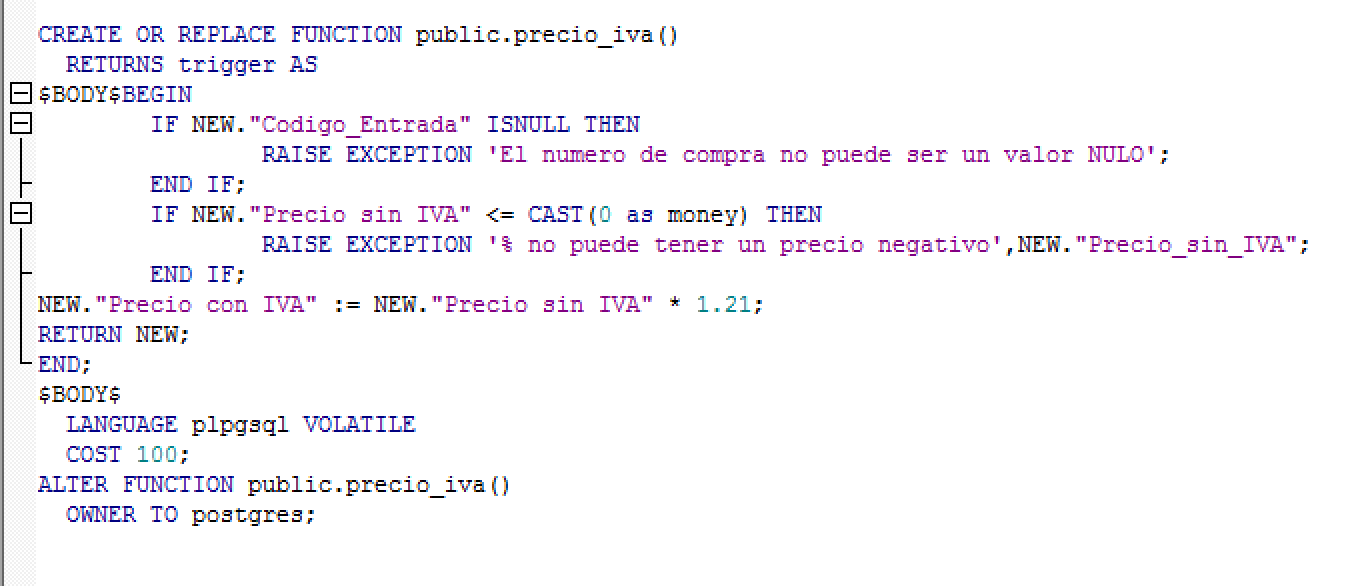 CREATE OR REPLACE FUNCTION public.precio_iva()
  RETURNS trigger AS
$BODY$BEGIN
        IF NEW."Codigo_Entrada" ISNULL THEN
                RAISE EXCEPTION 'El numero de compra no puede ser un valor NULO';
        END IF;
        IF NEW."Precio sin IVA" <= CAST(0 as money) THEN
                RAISE EXCEPTION '% no puede tener un precio negativo',NEW."Precio_sin_IVA";
        END IF;
NEW."Precio con IVA" := NEW."Precio sin IVA" * 1.21;
RETURN NEW;
END;
$BODY$
  LANGUAGE plpgsql VOLATILE
  COST 100;
ALTER FUNCTION public.precio_iva()
  OWNER TO postgres;